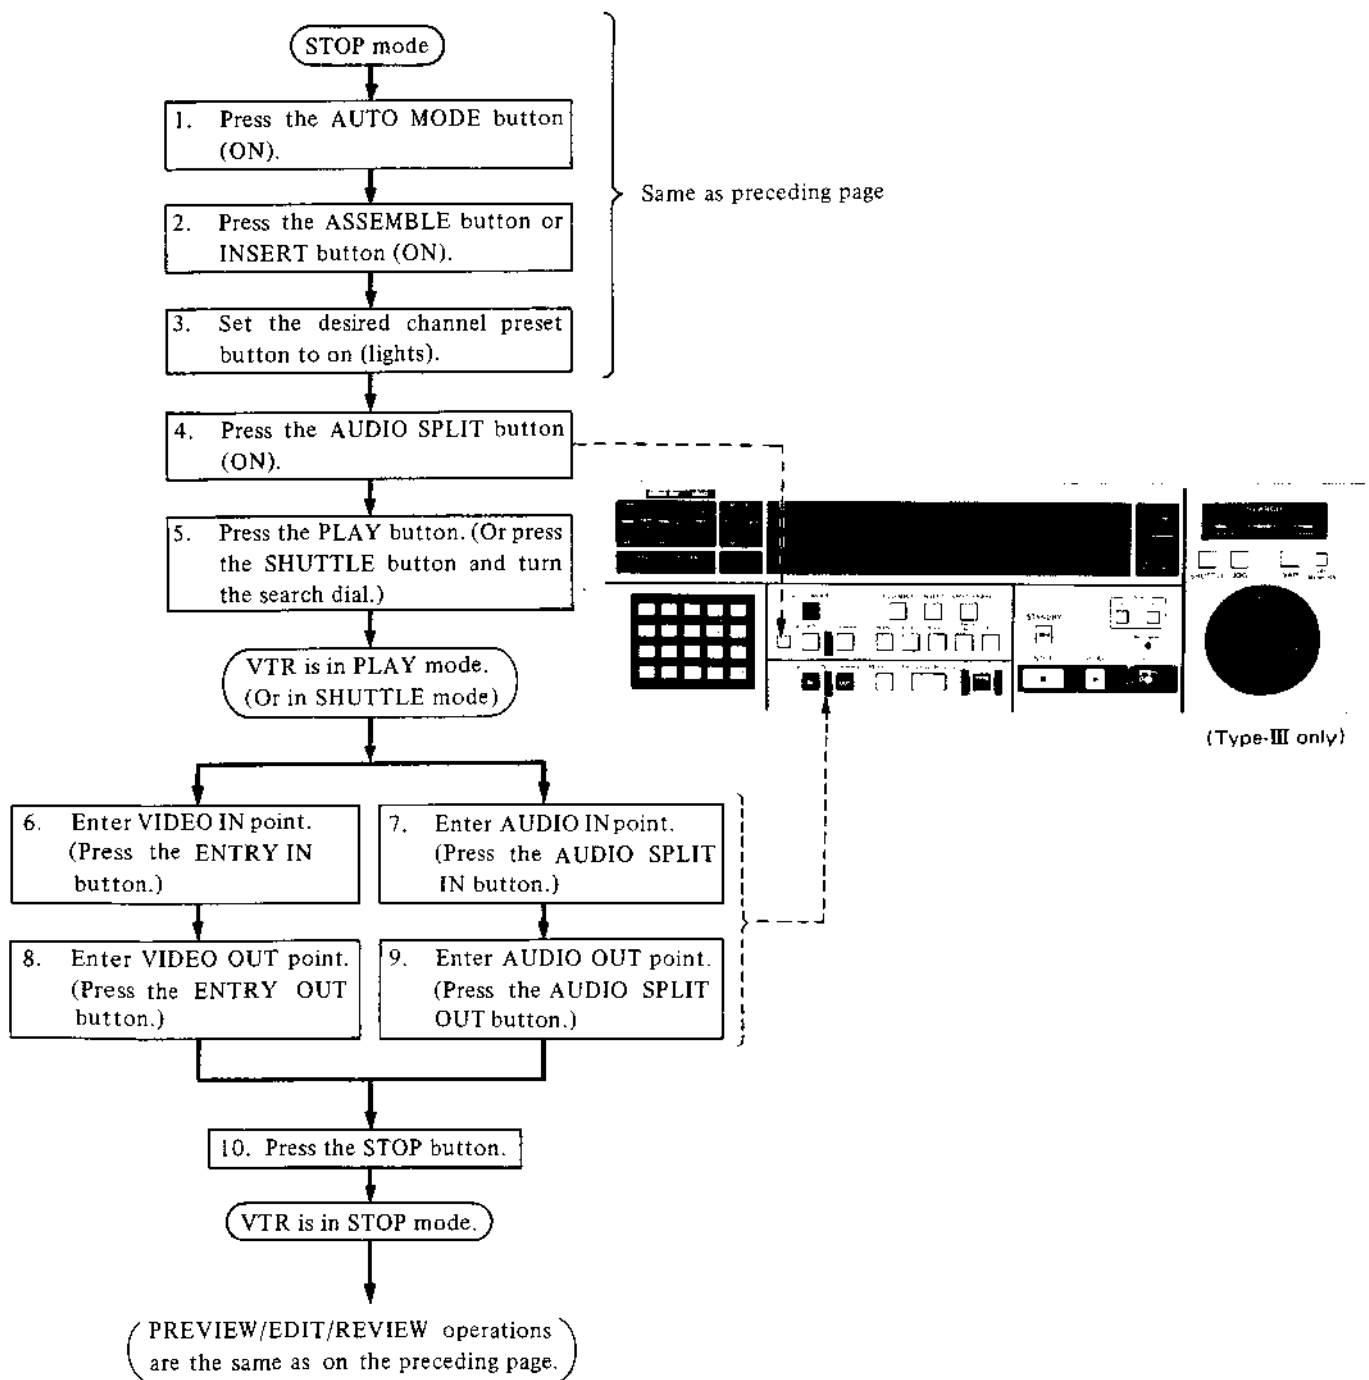 STOP mode
1. Press the AUTO MODE button
(ON).
2. Press the ASSEMBLE button or
INSERT button (ON).
3. Set the desired channel preset
button to on (lights).
Same as preceding page
4. Press the AUDIO SPLIT button
(ON).
5. Press the PLAY button. (Or press
the SHUTTLE button and turn
the search dial.)
VTR is in PLAY mode.
(Or in SHUTTLE mode)
SEARCH
SHUTTLE JOG
STANDBY
(Type-III only)
6. Enter VIDEO IN point.
(Press the ENTRY IN
button.)
7. Enter AUDIO IN point.
(Press the AUDIO SPLIT
IN button.)
8. Enter VIDEO OUT point.
(Press the ENTRY OUT
button.)
9. Enter AUDIO OUT point.
(Press the AUDIO SPLIT
OUT button.)
10. Press the STOP button.
VTR is in STOP mode.
(PREVIEW/EDIT/REVIEW operations
are the same as on the preceding page.)